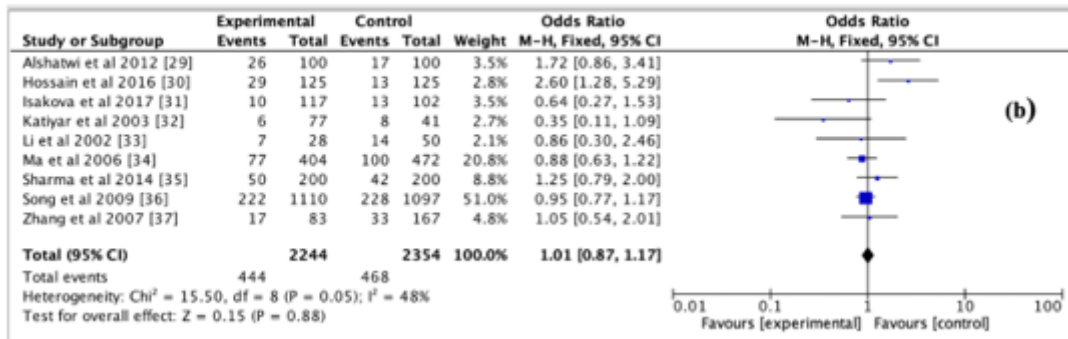 Experimental Control Odds Ratio Odds Ratio
Study or Subgroup Events Total Events Total Weight M-H, Fixed, 95% CI M-H, Fixed, 95% CI
Alshatwi et al 2012 [29] 26 100 17 100 3.5% 1.72 [0.86, 3.41]
Hossain et 2016 [30] 29 125 13 125 2.8% 2.60 [1.28, 5.29]
Isakova et al 2017 [31] 10 117 13 102 3.5% 0.64 [0.27, 1.53]
Katiyar et al 2003 [32] 6 77 8 41 2.6% 0.35 [0.11, 1.09]
(b)
Li et al 2002 [33] 7 28 14 50 2.1% 0.86 [0.30, 2.46]
Ma et al 2006 [34] 77 404 100 472 20.8% 0.88 [0.63, 1.22]
Sharma et al 2014 [35] 50 200 42 200 8.8% 1.25 [0.79, 2.00]
Song et al 2009 [36] 222 1110 228 1097 51.0% 0.95 [0.77, 1.17]
Zhang et al 2007 [37] 17 83 33 167 4.8% 1.05 [0.54, 2.01]
Total (95% CI) 2244 2354 100.0% 1.01 [0.87, 1.17]
Total events 444 468
Heterogeneity: Chi² = 15.50, df = 8 (P = 0.05); I² = 48%
Test for overall effect: Z = 0.15 (P = 0.88)
0.01 0.1 1 10 100
Favours [experimental] Favours [control]